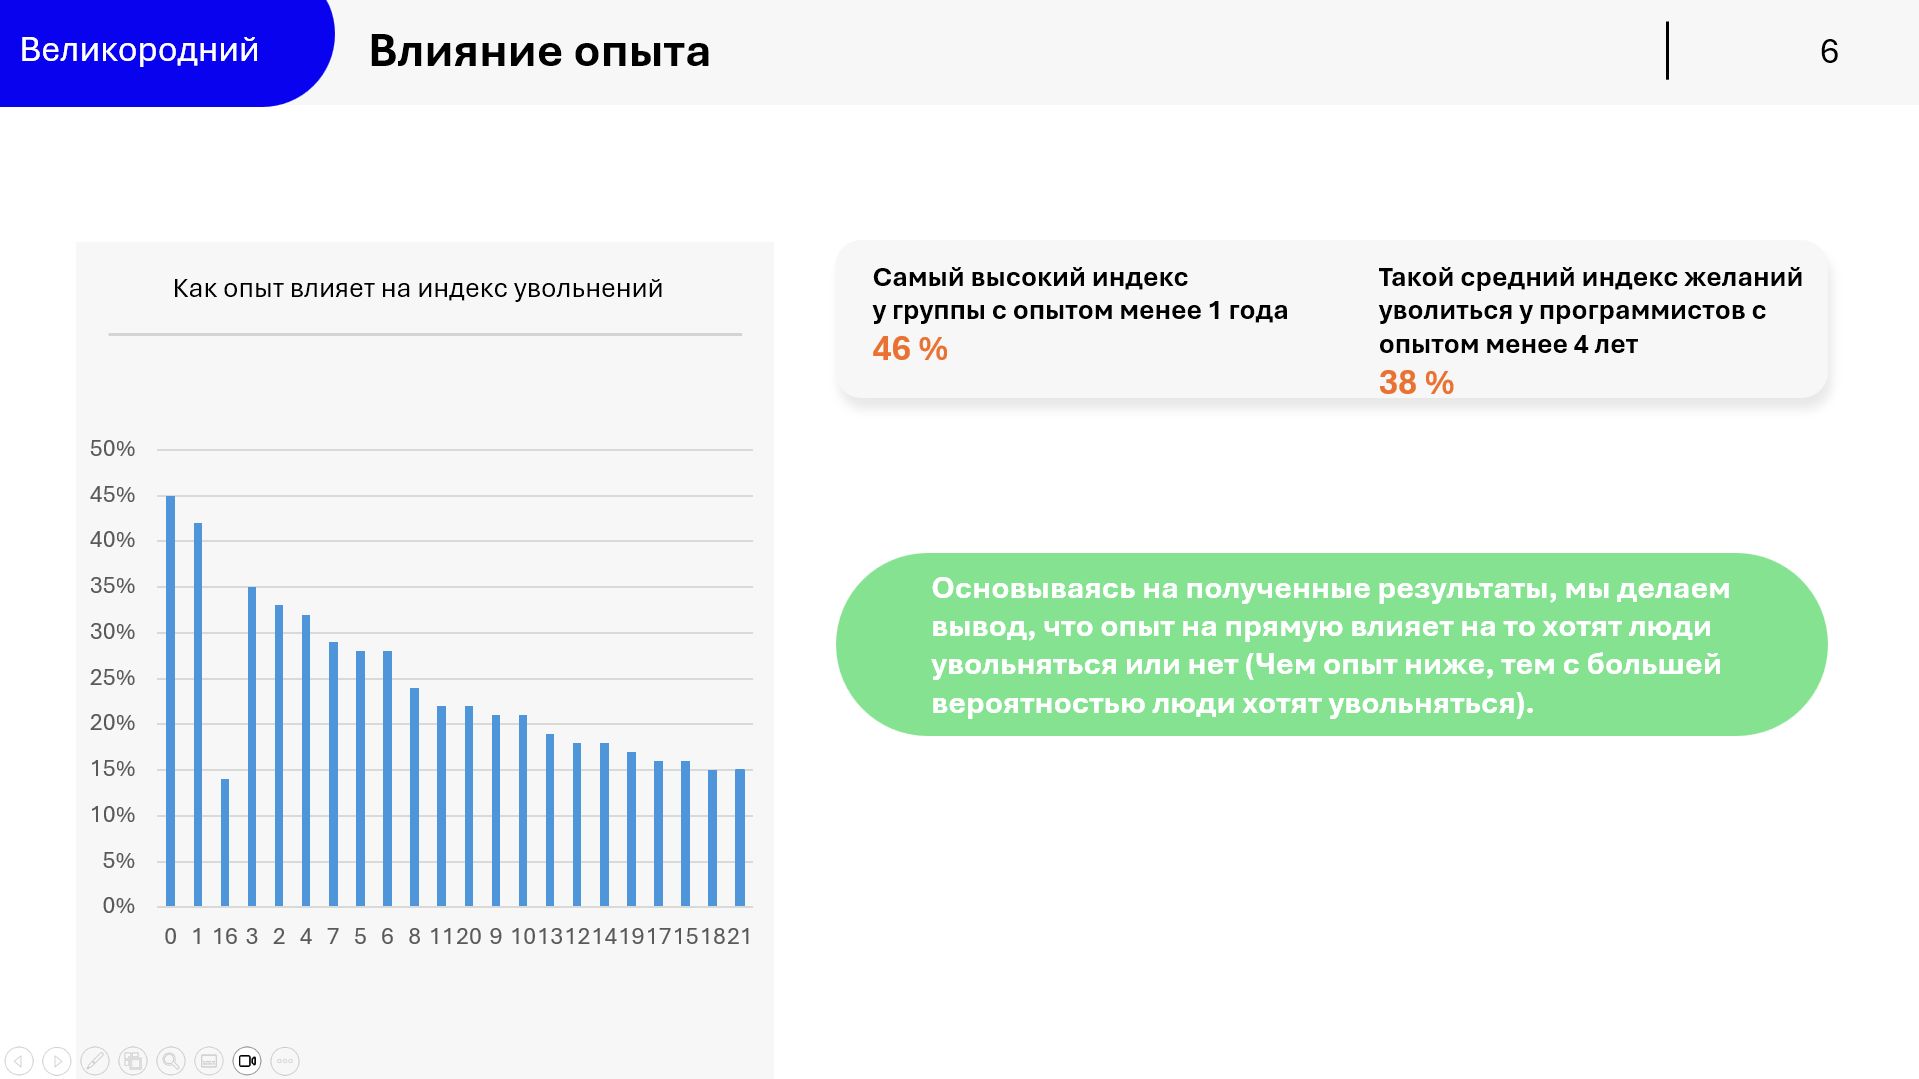 Великородний
Влияние опыта
6
Как опыт влияет на индекс увольнений
50%
45%
40%
35%
30%
25%
20%
15%
10%
5%
0%
0 1 16 3 2 4 7 5 6 8 11 20 9 10 13 12 14 19 17 15 18 21
Самый высокий индекс
у группы с опытом менее 1 года
46 %
Такой средний индекс желаний
уволиться у программистов с
опытом менее 4 лет
38 %
Основываясь на полученные результаты, мы делаем
вывод, что опыт на прямую влияет на то хотят люди
увольняться или нет (Чем опыт ниже, тем с большей
вероятностью люди хотят увольняться).